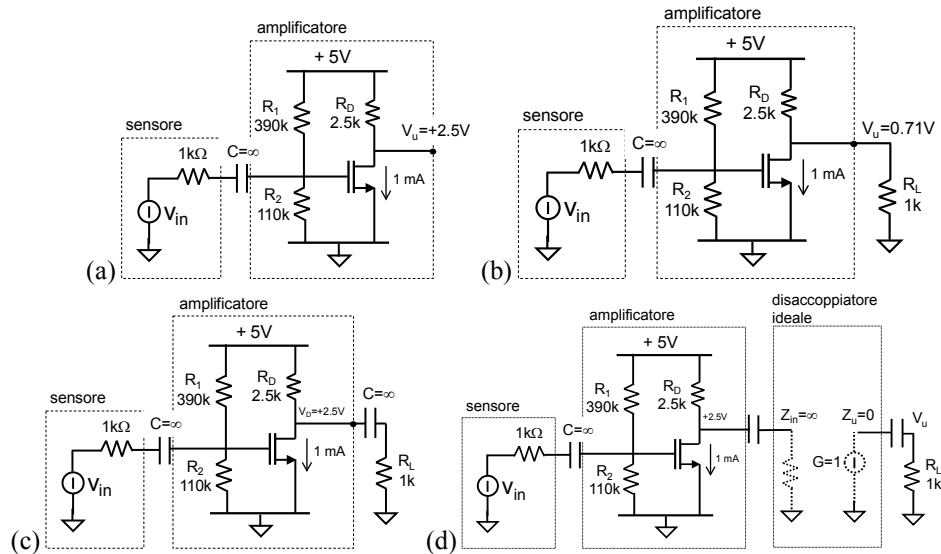 amplificatore
+ 5V
R1
390k
RD
2.5k
Vu=+2.5V
sensore
1kΩ
C=∞
1 mA
R2
110k
Vin
(a)
amplificatore
+ 5V
R1
390k
RD
2.5k
Vu=0.71V
sensore
1kΩ
C=∞
1 mA
R2
110k
RL
1k
Vin
(b)
amplificatore
+ 5V
R1
390k
RD
2.5k
VD=+2.5V
C=∞
sensore
1kΩ
C=∞
1 mA
R2
110k
RL
1k
Vin
(c)
amplificatore
disaccoppiatore
ideale
+ 5V
R1
390k
RD
2.5k
+2.5V
Zin=∞
Zu=0
Vu
sensore
1kΩ
C=∞
1 mA
G=1
R2
110k
RL
1k
Vin
(d)